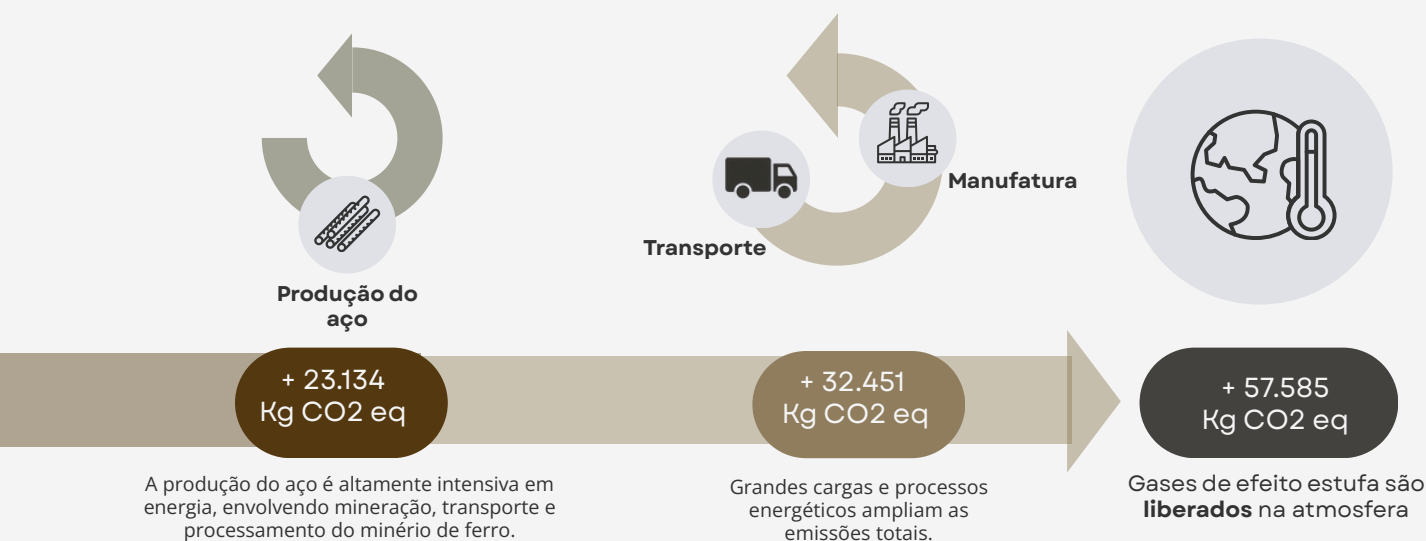 Produção do
aço
+ 23.134
Kg CO2 eq
A produção do aço é altamente intensiva em
energia, envolvendo mineração, transporte e
processamento do minério de ferro.
Transporte
Manufatura
+ 32.451
Kg CO2 eq
Grandes cargas e processos
energéticos ampliam as
emissões totais.
+ 57.585
Kg CO2 eq
Gases de efeito estufa são
liberados na atmosfera